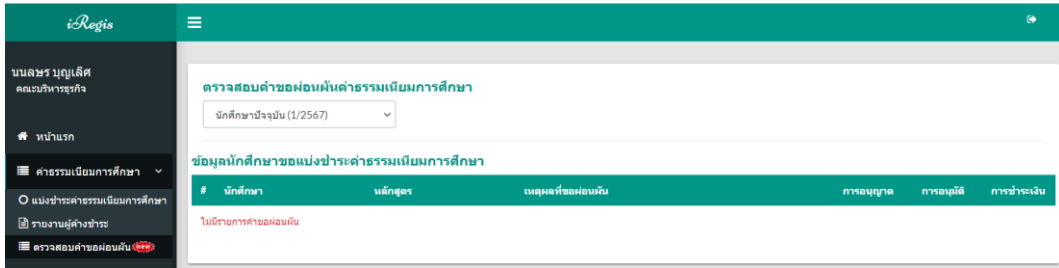 iRegis
นนลษร บุญเลิศ
คณะบริหารธุรกิจ
หน้าแรก
ค่าธรรมเนียมการศึกษา
แบ่งชำระค่าธรรมเนียมการศึกษา
รายงานผู้ค้างชำระ
ตรวจสอบคำขอผ่อนผัน new
ตรวจสอบคำขอผ่อนผันค่าธรรมเนียมการศึกษา
นักศึกษาปัจจุบัน (1/2567)
ข้อมูลนักศึกษาขอแบ่งชำระค่าธรรมเนียมการศึกษา
# นักศึกษา หลักสูตร เหตุผลที่ขอผ่อนผัน การอนุญาต การอนุมัติ การชำระเงิน
ไม่มีรายการคำขอผ่อนผัน